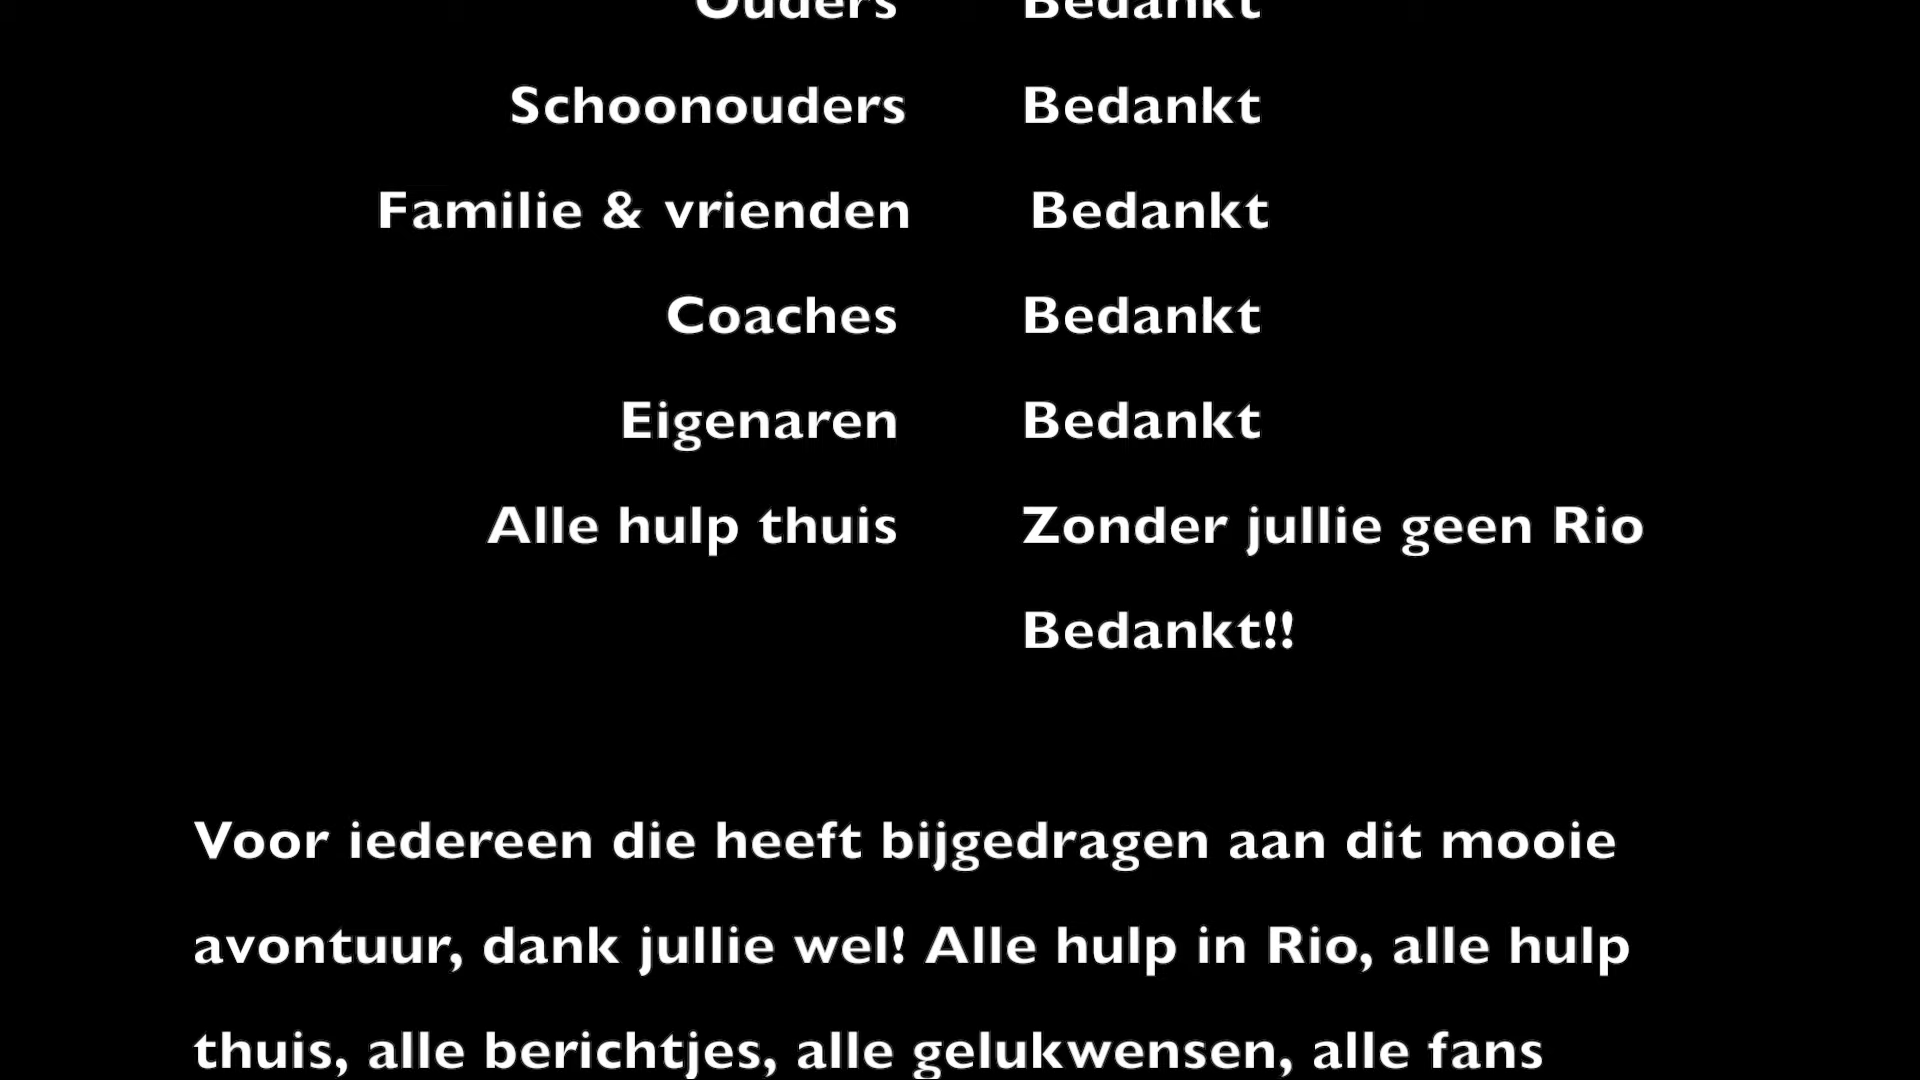 Ouders Bedankt
Schoonouders Bedankt
Familie & vrienden Bedankt
Coaches Bedankt
Eigenaren Bedankt
Alle hulp thuis Zonder jullie geen Rio
Bedankt!!
Voor iedereen die heeft bijgedragen aan dit mooie
avontuur, dank jullie wel! Alle hulp in Rio, alle hulp
thuis, alle berichtjes, alle gelukwensen, alle fans